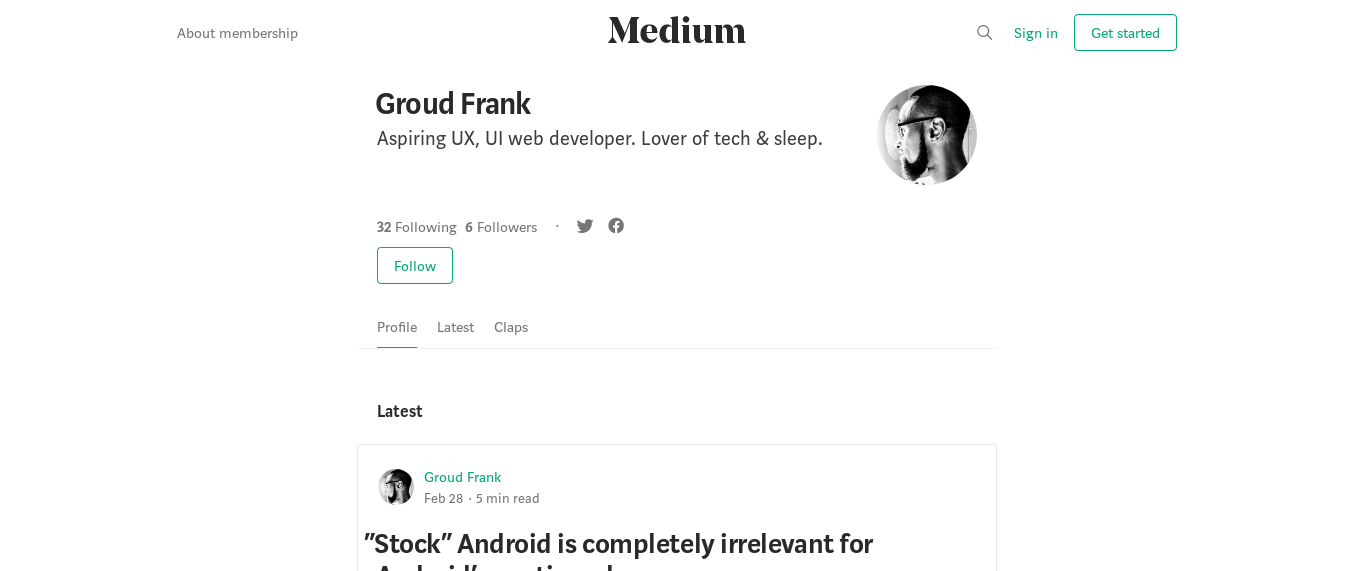 About membership
Medium
Sign in
Get started
Groud Frank
Aspiring UX, UI web developer. Lover of tech & sleep.
32 Following 6 Followers ·
Follow
Profile Latest Claps
Latest
Groud Frank
Feb 28 · 5 min read
”Stock” Android is completely irrelevant for